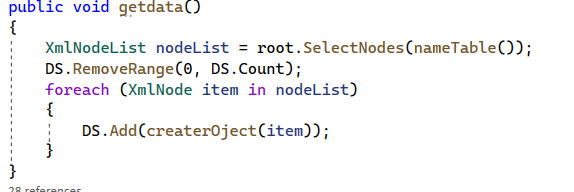 public void getdata()
{
XmlNodeList nodeList = root.SelectNodes(nameTable());
DS.RemoveRange(0, DS.Count);
foreach (XmlNode item in nodeList)
{
DS.Add(createrOject(item));
}
}
28 references